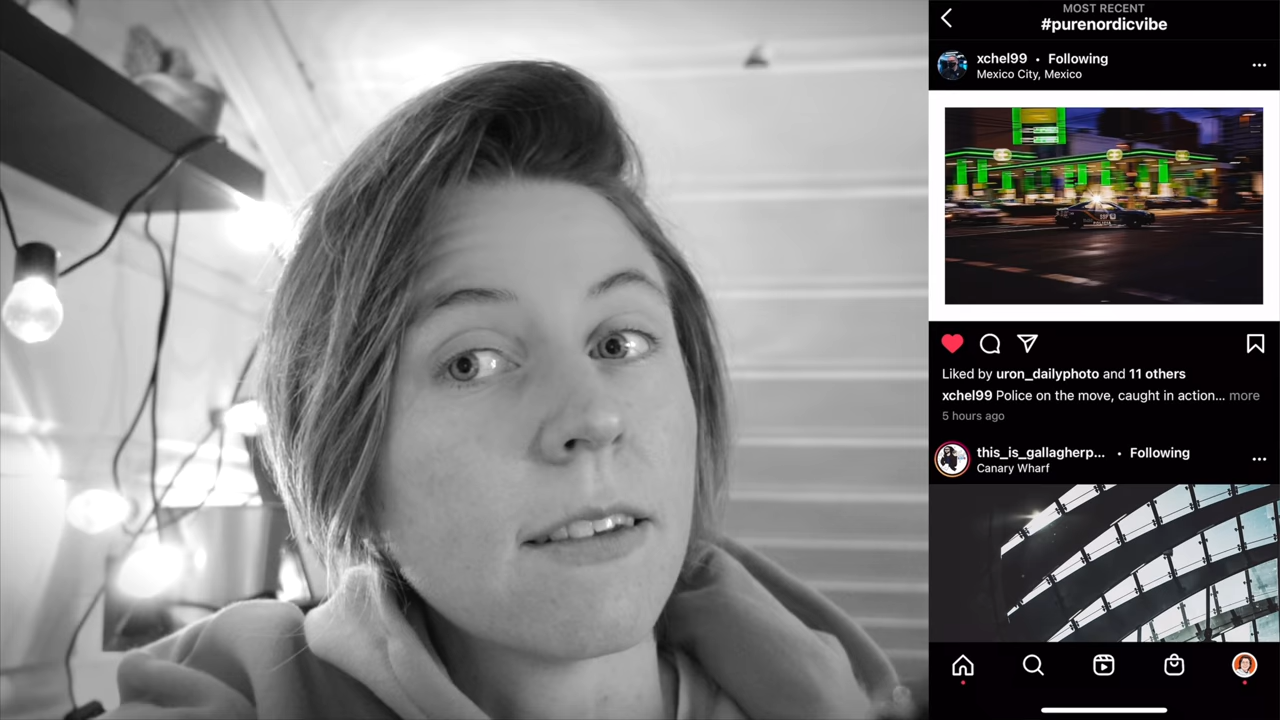 MOST RECENT
#purenordicvibe
xchel99 • Following
Mexico City, Mexico
Liked by uron_dailyphoto and 11 others
xchel99 Police on the move, caught in action... more
5 hours ago
this_is_gallagherp... • Following
Canary Wharf